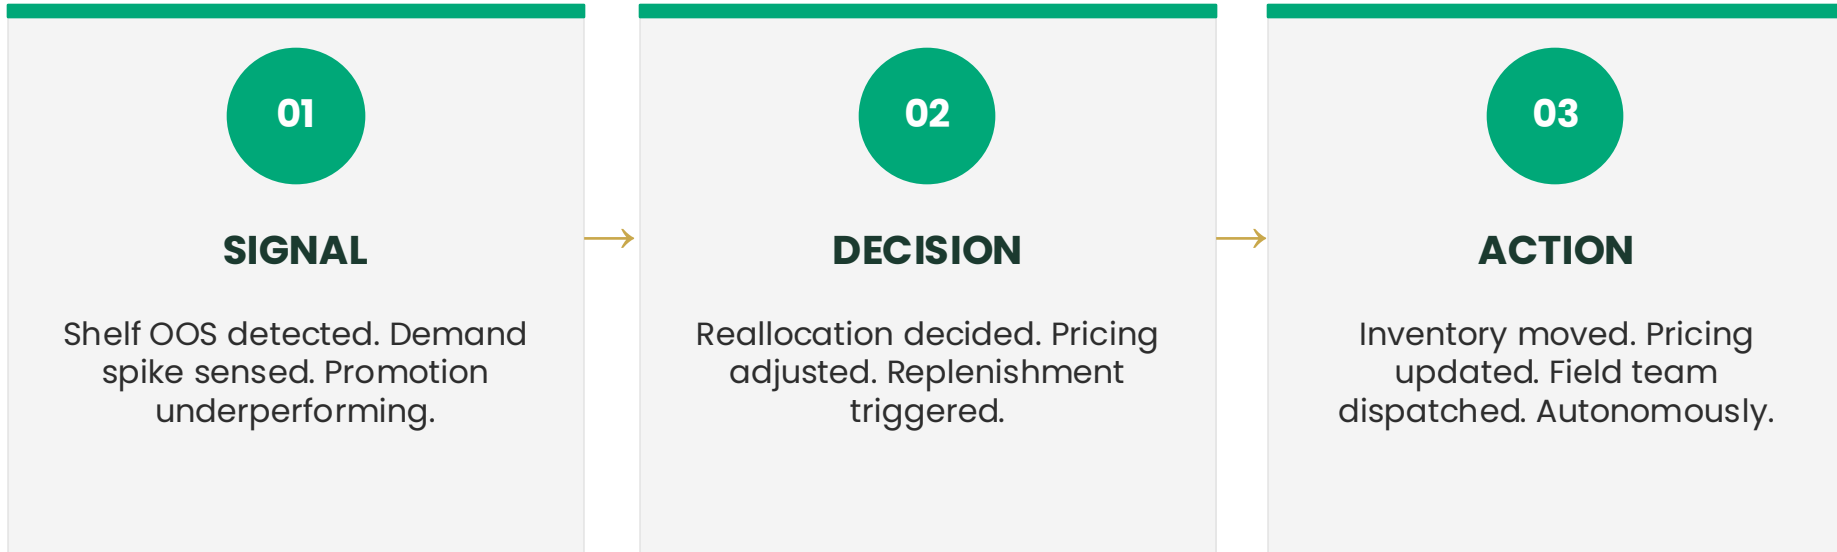 01
SIGNAL
Shelf OOS detected. Demand
spike sensed. Promotion
underperforming.
02
DECISION
Reallocation decided. Pricing
adjusted. Replenishment
triggered.
03
ACTION
Inventory moved. Pricing
updated. Field team
dispatched. Autonomously.